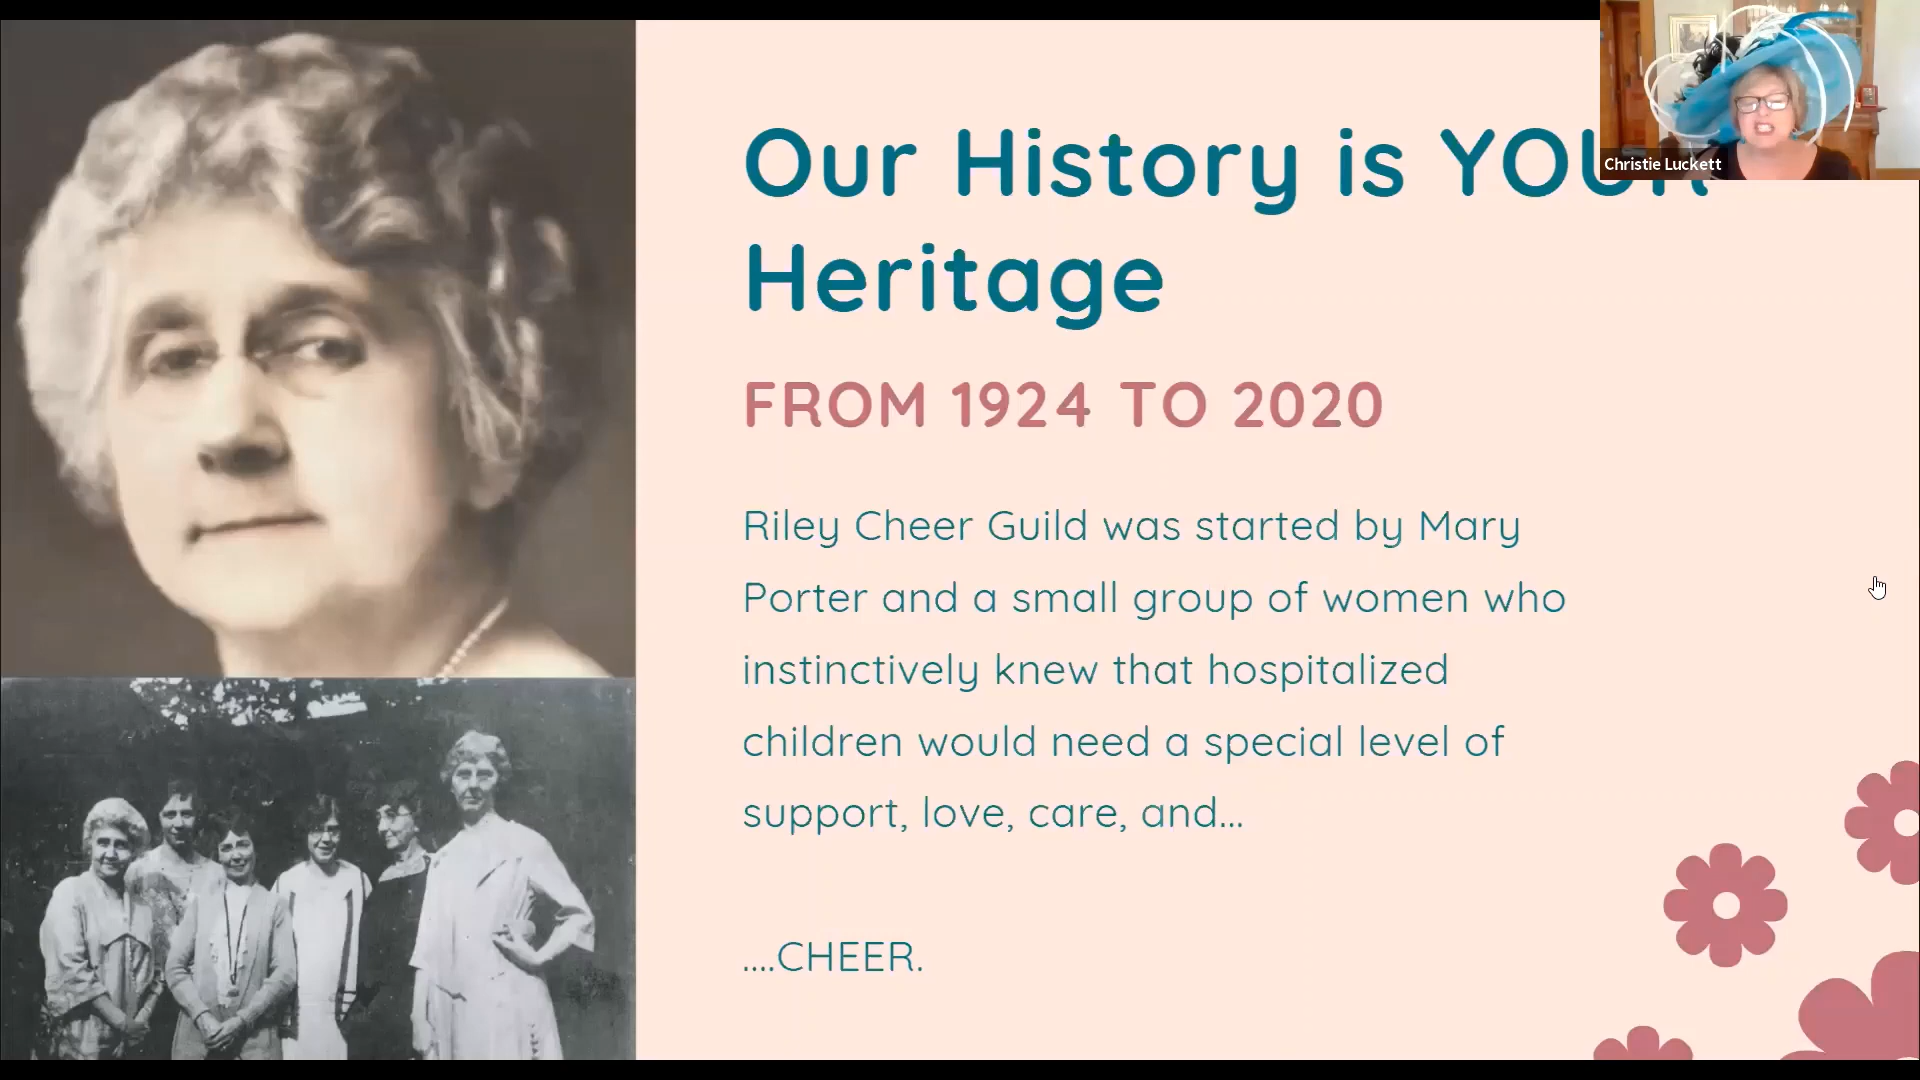 Our History is YOUR
Heritage
FROM 1924 TO 2020
Riley Cheer Guild was started by Mary
Porter and a small group of women who
instinctively knew that hospitalized
children would need a special level of
support, love, care, and...
....CHEER.
Christie Luckett